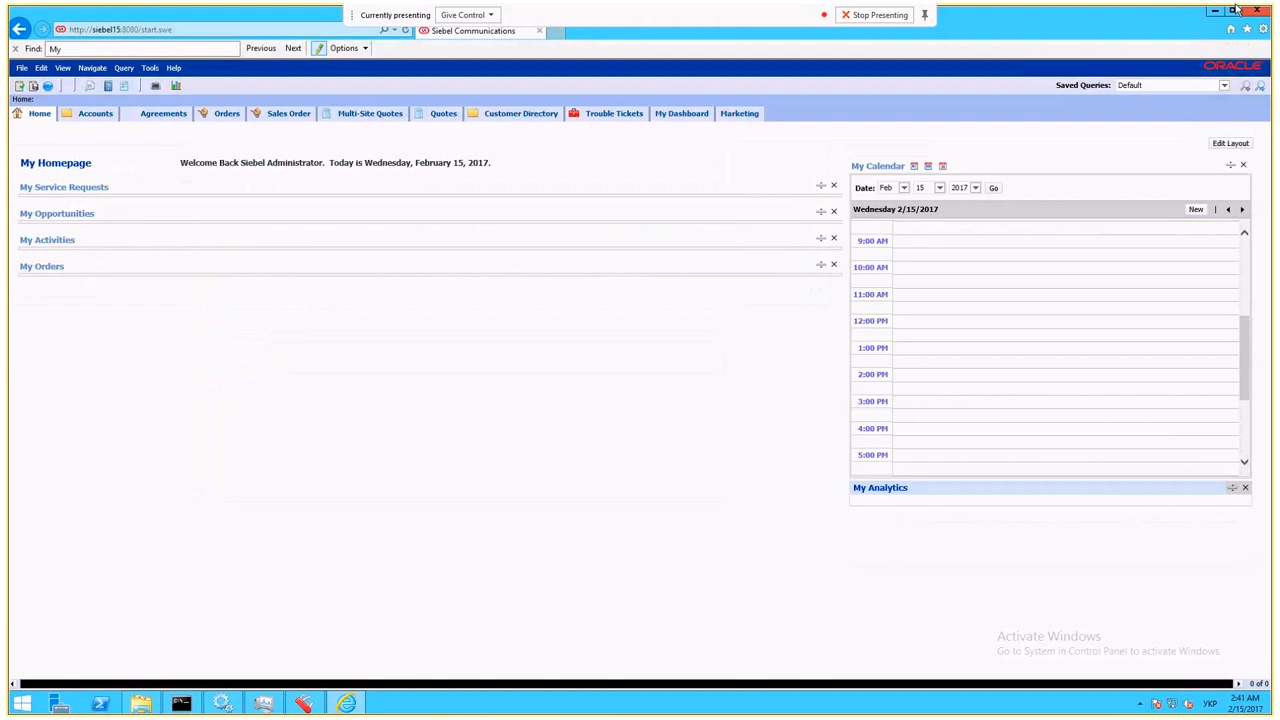 Currently presenting Give Control Stop Presenting
http://siebel15:8080/start.swe Siebel Communications
Find: My Previous Next Options
File Edit View Navigate Query Tools Help ORACLE
Saved Queries: Default
Home:
Home Accounts Agreements Orders Sales Order Multi-Site Quotes Quotes Customer Directory Trouble Tickets My Dashboard Marketing
Edit Layout
My Homepage Welcome Back Siebel Administrator. Today is Wednesday, February 15, 2017.
My Service Requests
My Opportunities
My Activities
My Orders
My Calendar
Date: Feb 15 2017 Go
Wednesday 2/15/2017 New
9:00 AM
10:00 AM
11:00 AM
12:00 PM
1:00 PM
2:00 PM
3:00 PM
4:00 PM
5:00 PM
My Analytics
Activate Windows
Go to System in Control Panel to activate Windows.
0 of 0
УКР 2:41 AM
2/15/2017